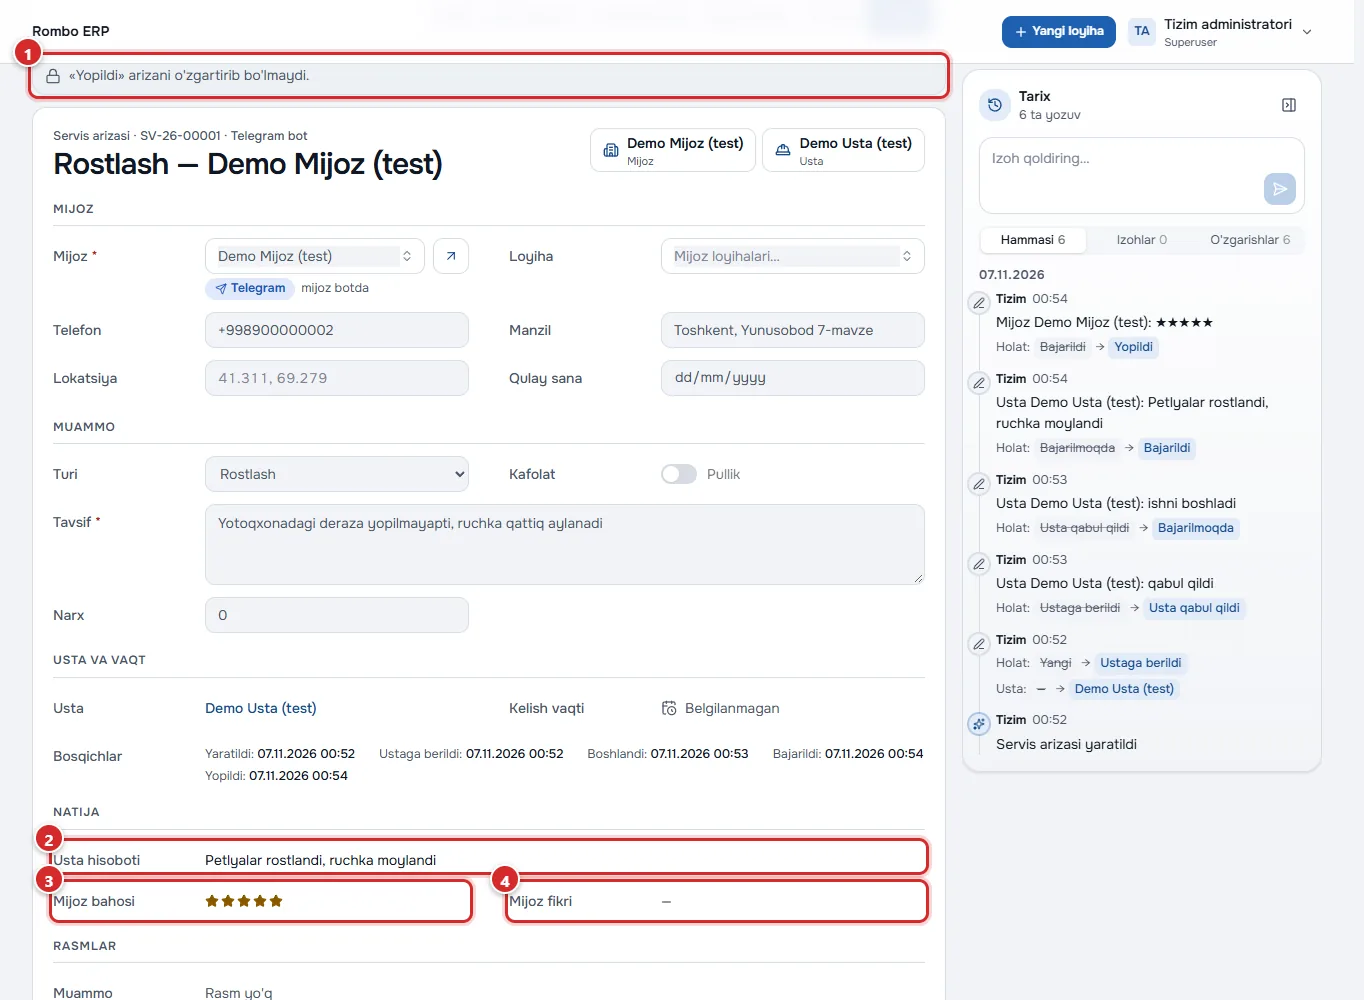 Rombo ERP
+ Yangi loyiha
TA
Tizim administratori
Superuser
1
«Yopildi» arizani o'zgartirib bo'lmaydi.
Servis arizasi · SV-26-00001 · Telegram bot
Rostlash — Demo Mijoz (test)
Demo Mijoz (test)
Mijoz
Demo Usta (test)
Usta
MIJOZ
Mijoz *
Demo Mijoz (test)
Loyiha
Mijoz loyihalari...
Telegram
mijoz botda
Telefon
+998900000002
Manzil
Toshkent, Yunusobod 7-mavze
Lokatsiya
41.311, 69.279
Qulay sana
dd/mm/yyyy
MUAMMO
Turi
Rostlash
Kafolat
Pullik
Tavsif *
Yotoqxonadagi deraza yopilmayapti, ruchka qattiq aylanadi
Narx
0
USTA VA VAQT
Usta
Demo Usta (test)
Kelish vaqti
Belgilanmagan
Bosqichlar
Yaratildi: 07.11.2026 00:52
Ustaga berildi: 07.11.2026 00:52
Boshlandi: 07.11.2026 00:53
Bajarildi: 07.11.2026 00:54
Yopildi: 07.11.2026 00:54
NATIJA
2
Usta hisoboti
Petlyalar rostlandi, ruchka moylandi
3
Mijoz bahosi
★★★★★
4
Mijoz fikri
—
RASMLAR
Muammo
Rasm yo'q
Tarix
6 ta yozuv
Izoh qoldiring...
Hammasi 6
Izohlar 0
O'zgarishlar 6
07.11.2026
Tizim 00:54
Mijoz Demo Mijoz (test): ★★★★★
Holat: Bajarildi → Yopildi
Tizim 00:54
Usta Demo Usta (test): Petlyalar rostlandi,
ruchka moylandi
Holat: Bajarilmoqda → Bajarildi
Tizim 00:53
Usta Demo Usta (test): ishni boshladi
Holat: Usta qabul qildi → Bajarilmoqda
Tizim 00:53
Usta Demo Usta (test): qabul qildi
Holat: Ustaga berildi → Usta qabul qildi
Tizim 00:52
Holat: Yangi → Ustaga berildi
Usta: — → Demo Usta (test)
Tizim 00:52
Servis arizasi yaratildi